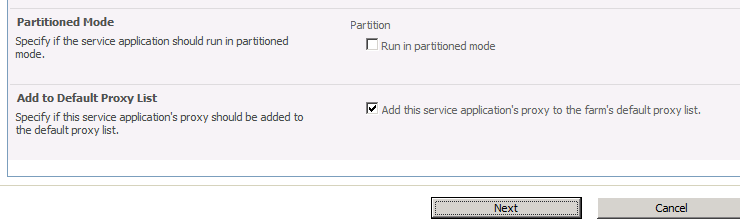 Partitioned Mode
Partition
Specify if the service application should run in partitioned
mode.
Run in partitioned mode
Add to Default Proxy List
Specify if this service application's proxy should be added to
the default proxy list.
Add this service application's proxy to the farm's default proxy list.
Next
Cancel